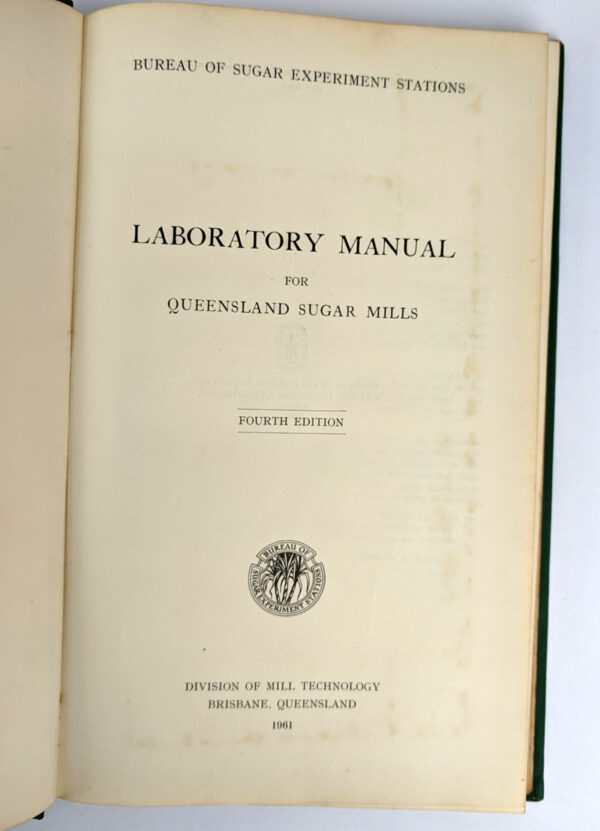 BUREAU OF SUGAR EXPERIMENT STATIONS
LABORATORY MANUAL
FOR
QUEENSLAND SUGAR MILLS
FOURTH EDITION
BUREAU OF
SUGAR EXPERIMENT STATIONS
DIVISION OF MILL TECHNOLOGY
BRISBANE, QUEENSLAND
1961